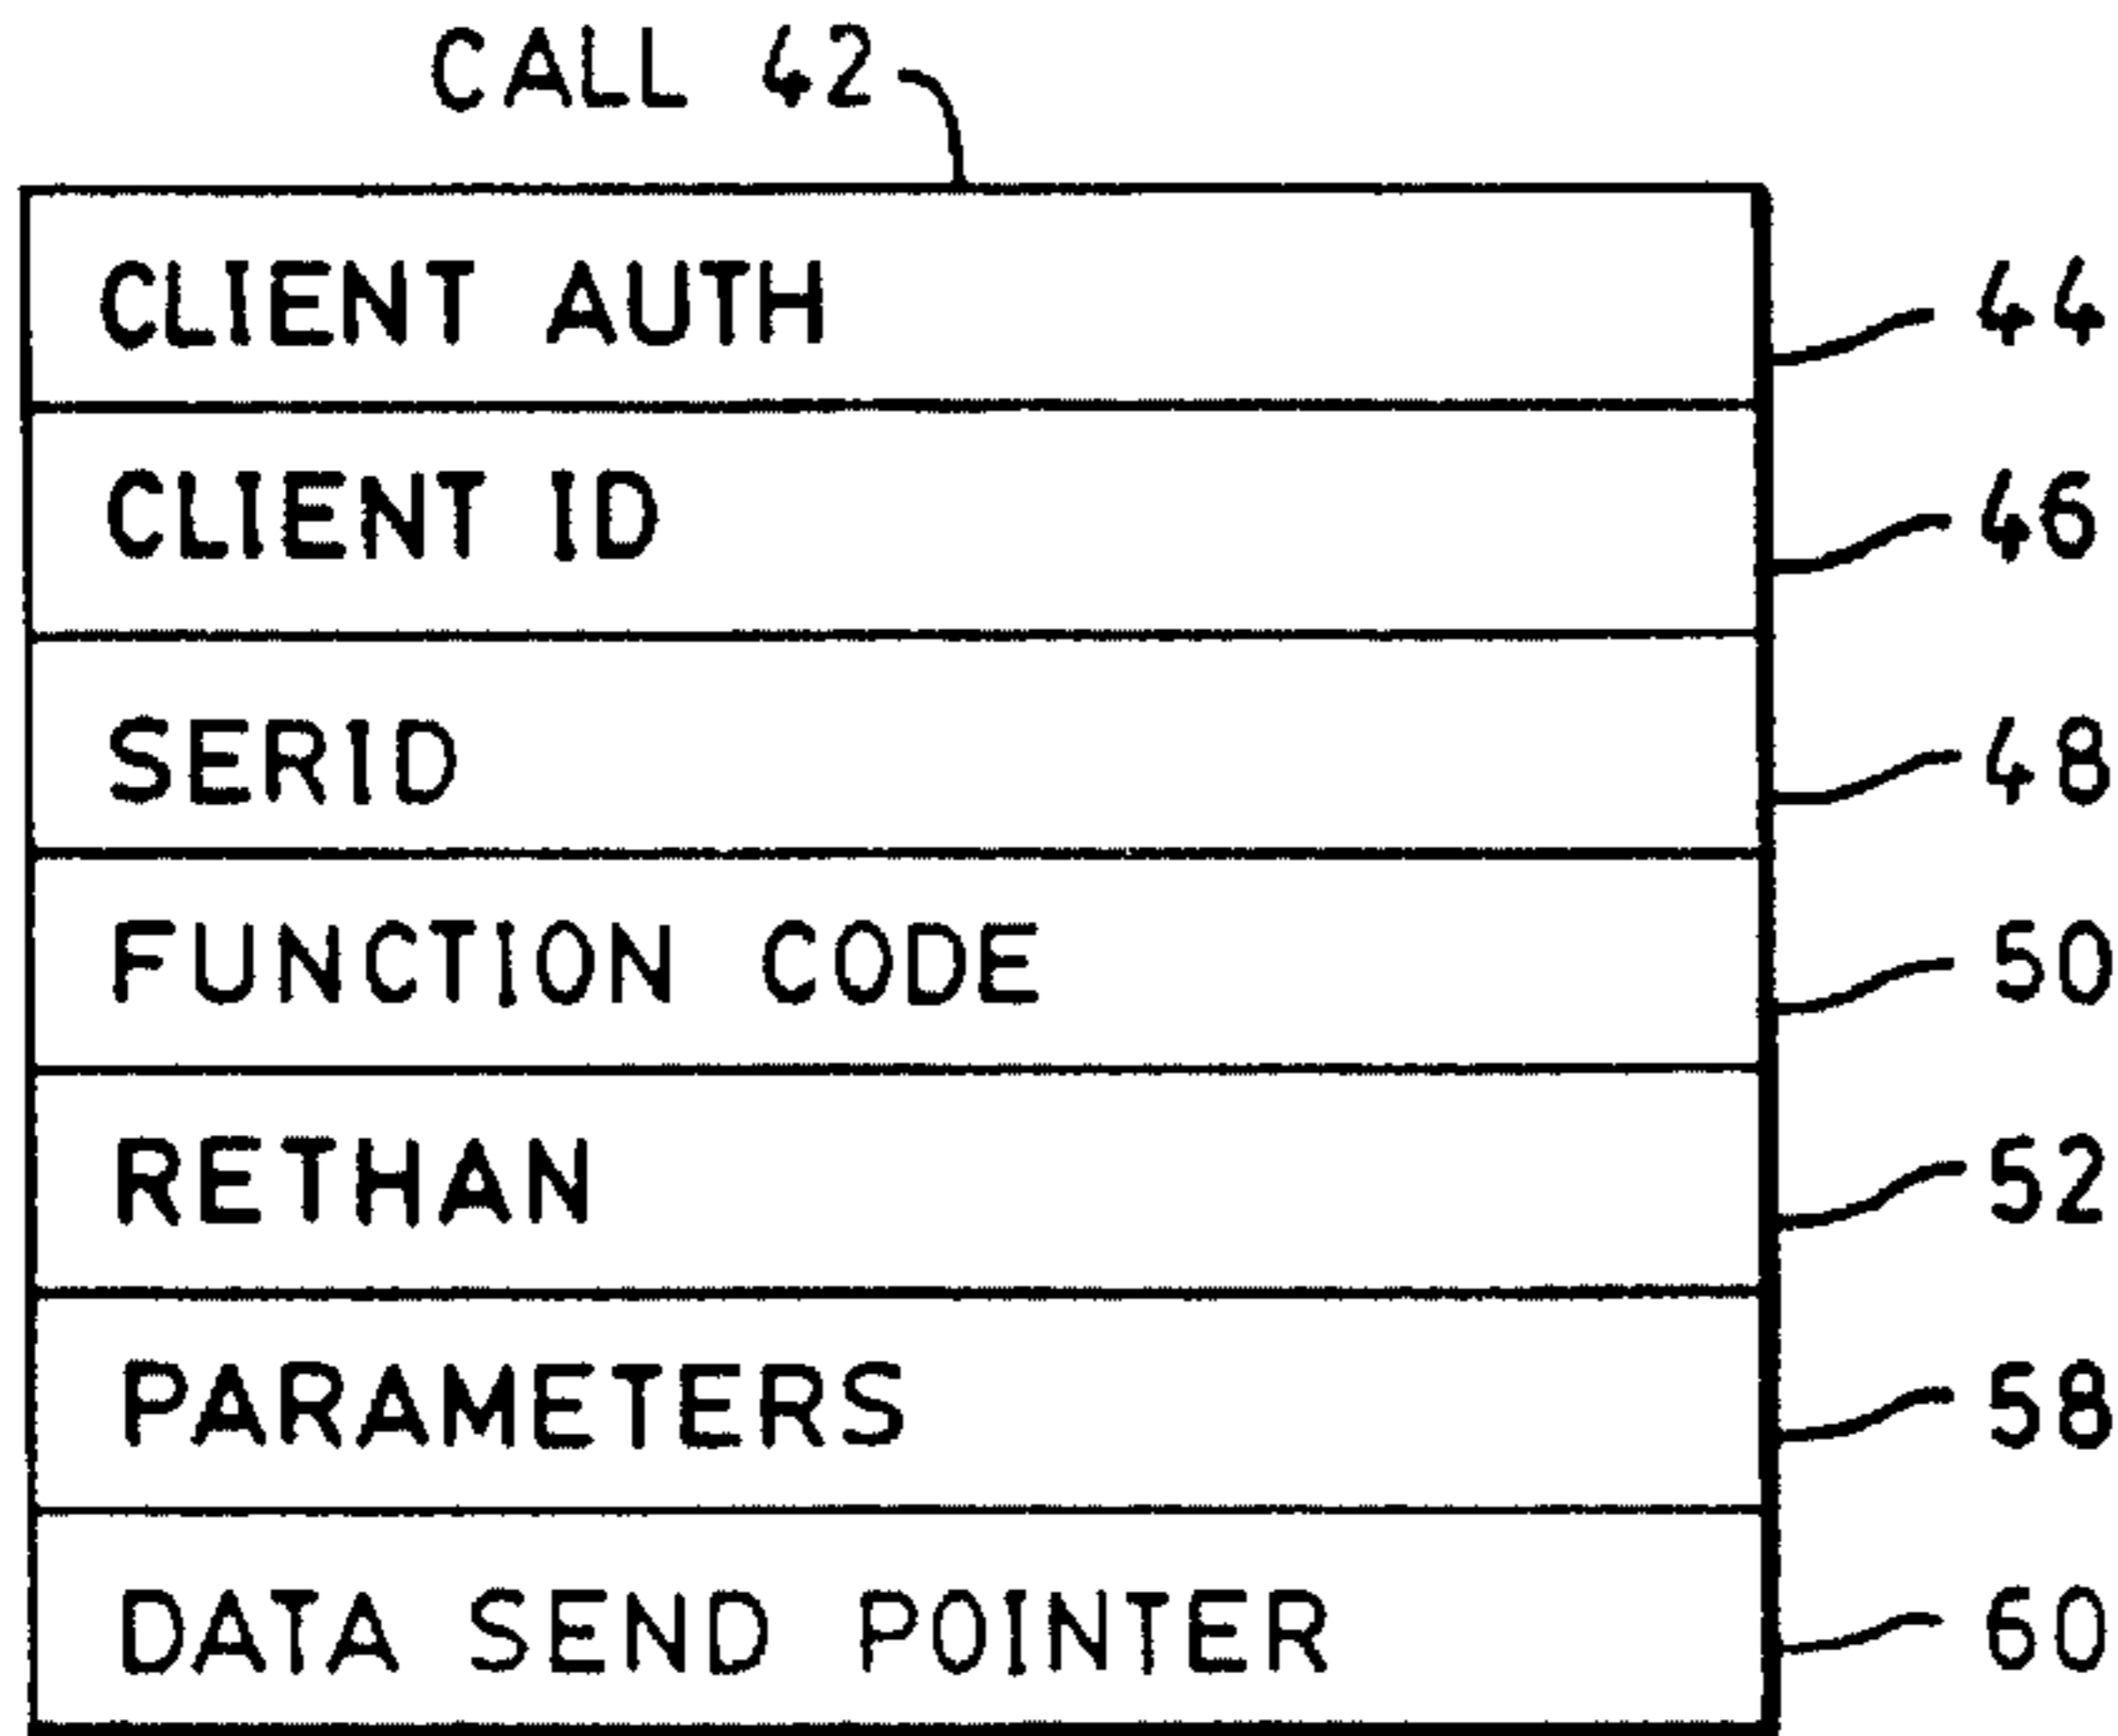 CALL 42
CLIENT AUTH 44
CLIENT ID 46
SERID 48
FUNCTION CODE 50
RETHAN 52
PARAMETERS 58
DATA SEND POINTER 60